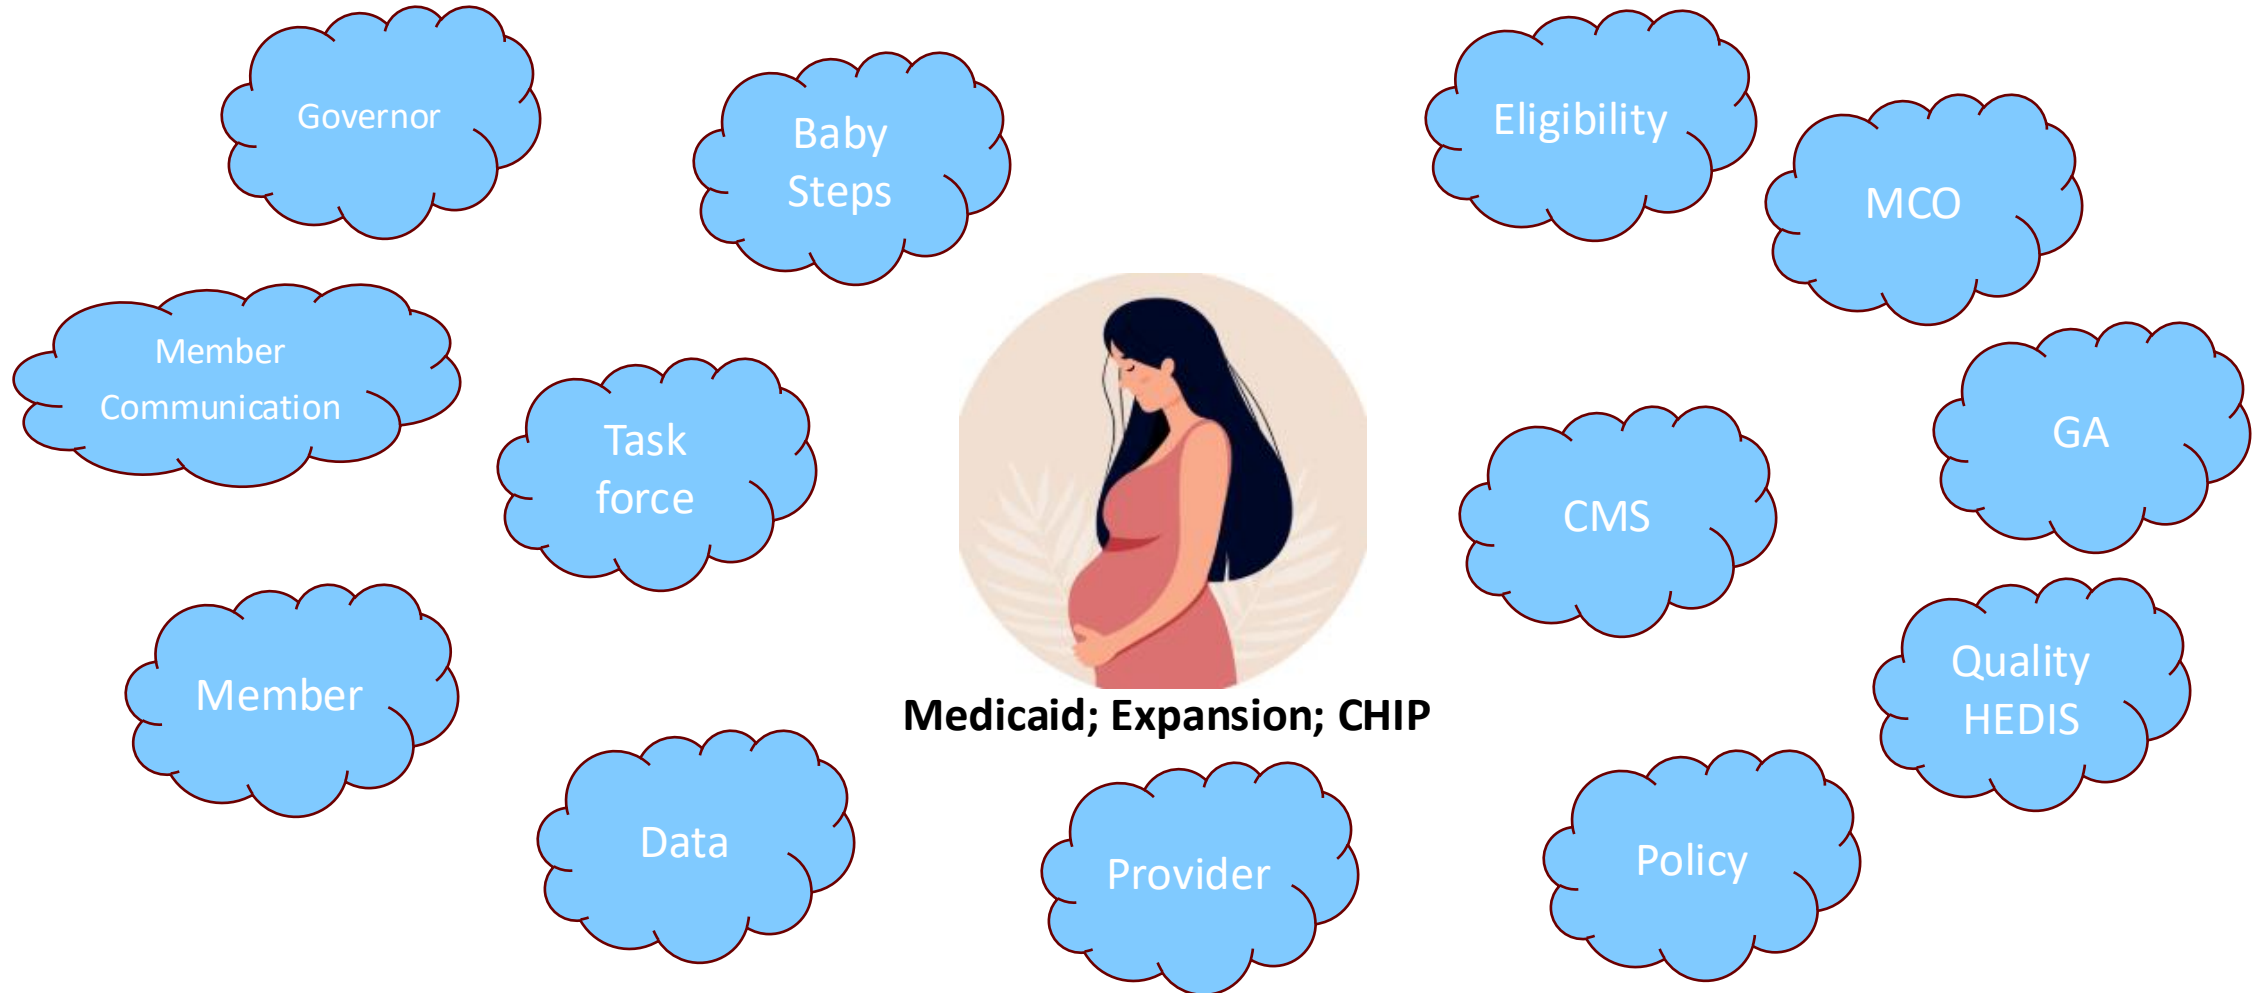 Governor
Baby
Steps
Eligibility
MCO
Member
Communication
Task
force
CMS
GA
Member
Medicaid; Expansion; CHIP
Quality
HEDIS
Data
Provider
Policy